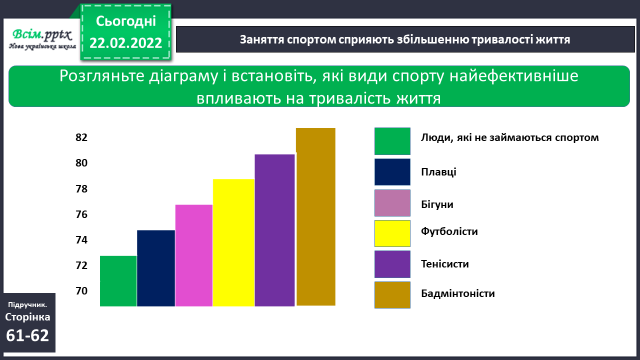 Всім.pptx
Нова українська школа
Сьогодні
22.02.2022
Заняття спортом сприяють збільшенню тривалості життя
Розгляньте діаграму і встановіть, які види спорту найефективніше
впливають на тривалість життя
82
80
78
76
74
72
70
Люди, які не займаються спортом
Плавці
Бігуни
Футболісти
Тенісисти
Бадмінтоністи
Підручник.
Сторінка
61-62